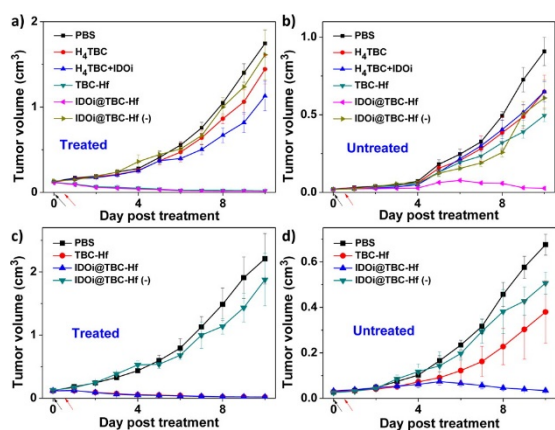 a)
Tumor volume (cm³)
2
1
0
PBS
H₄TBC
H₄TBC+IDOi
TBC-Hf
IDOi@TBC-Hf
IDOi@TBC-Hf (-)
Treated
0 4 8
Day post treatment
b)
Tumor volume (cm³)
1.0
0.5
0.0
PBS
H₄TBC
H₄TBC+IDOi
TBC-Hf
IDOi@TBC-Hf
IDOi@TBC-Hf (-)
Untreated
0 4 8
Day post treatment
c)
Tumor volume (cm³)
2
1
0
PBS
TBC-Hf
IDOi@TBC-Hf
IDOi@TBC-Hf (-)
Treated
0 4 8
Day post treatment
d)
Tumor volume (cm³)
0.6
0.4
0.2
0.0
PBS
TBC-Hf
IDOi@TBC-Hf
IDOi@TBC-Hf (-)
Untreated
0 4 8
Day post treatment